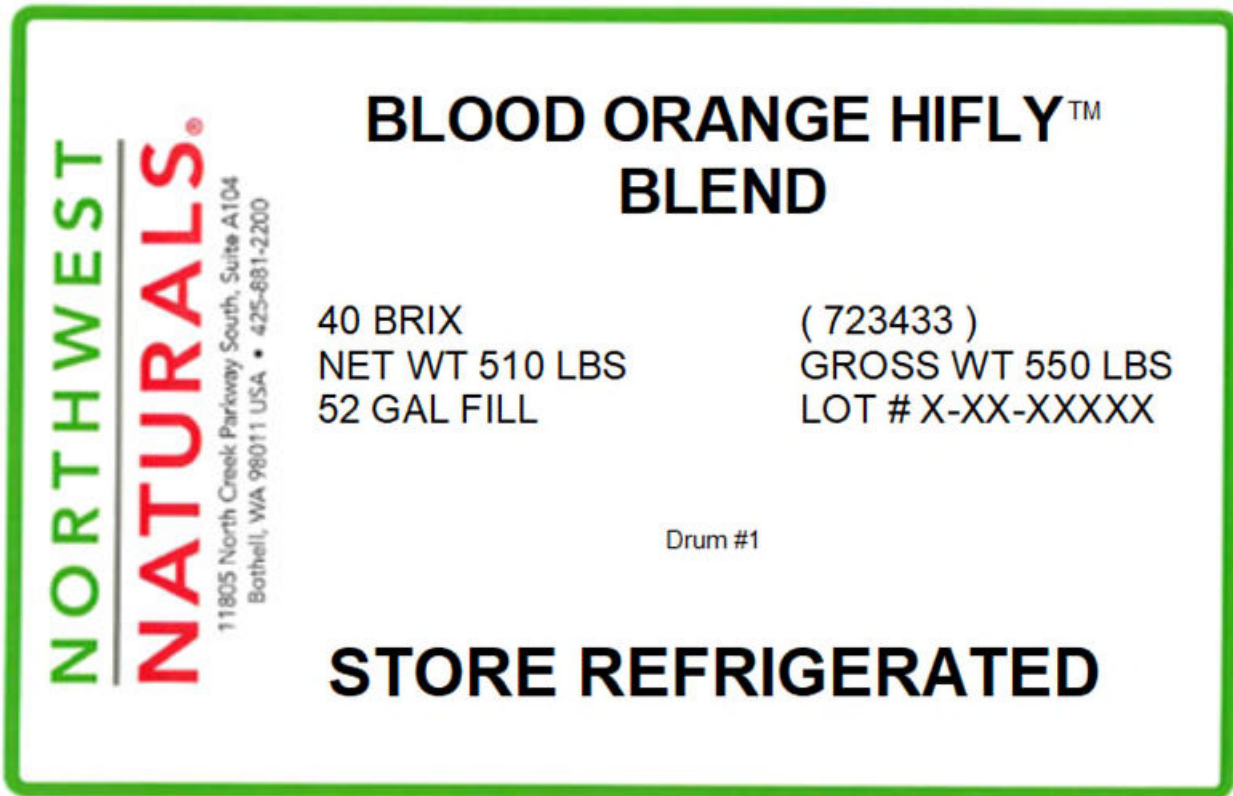 NORTHWEST
NATURALS®
11805 North Creek Parkway South, Suite A104
Bothell, WA 98011 USA • 425-881-2200
BLOOD ORANGE HIFLY™
BLEND
40 BRIX
( 723433 )
NET WT 510 LBS
GROSS WT 550 LBS
52 GAL FILL
LOT # X-XX-XXXXX
Drum #1
STORE REFRIGERATED